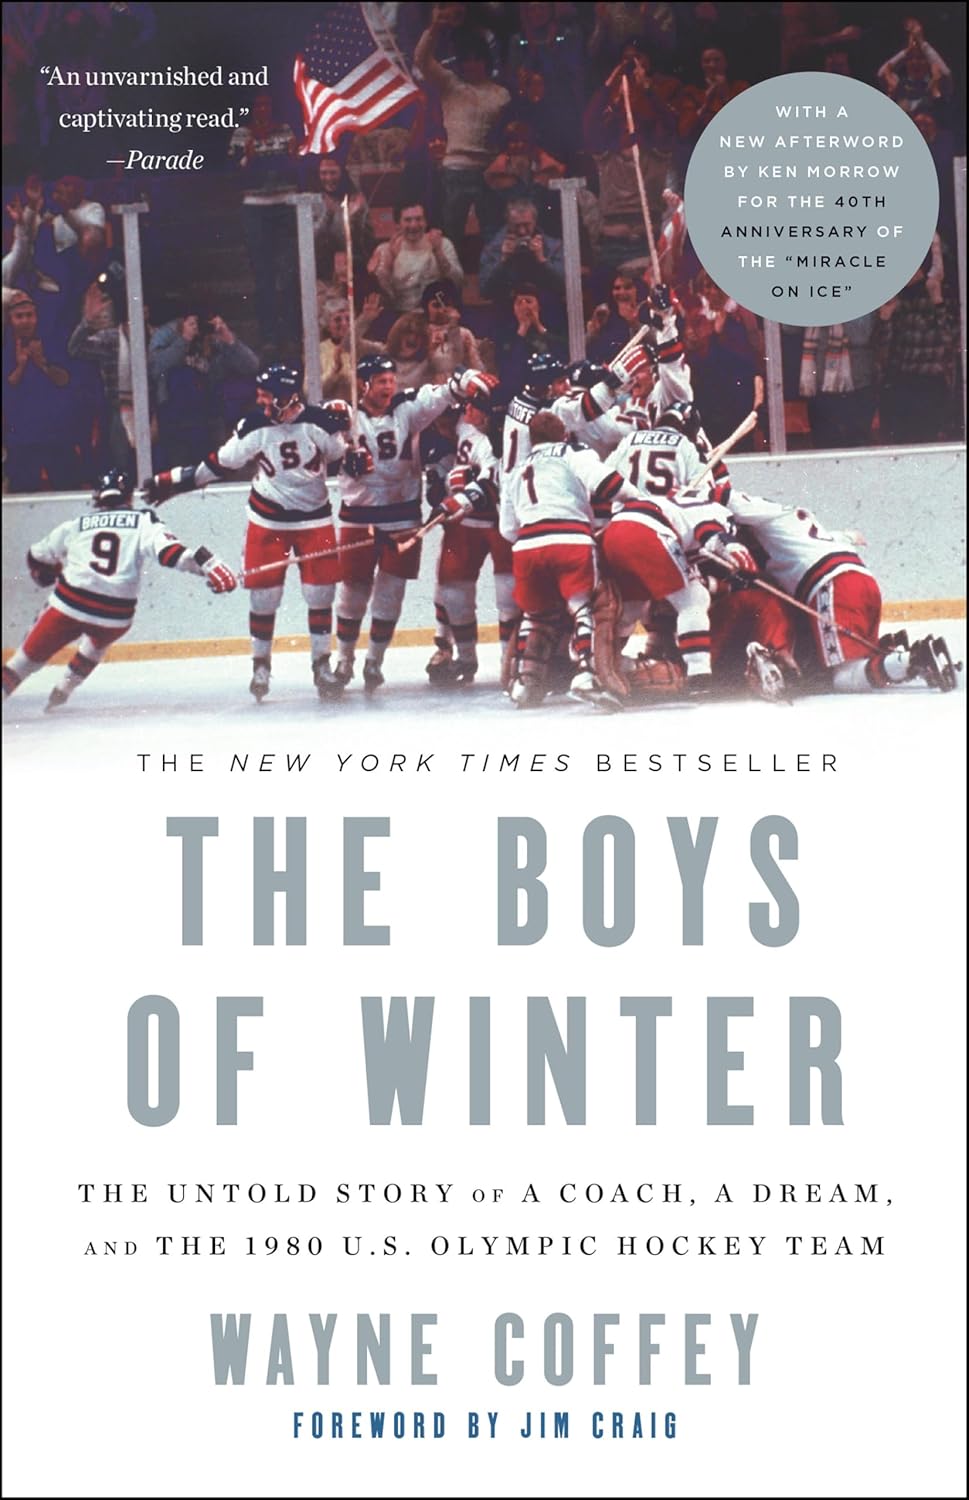 “An unvarnished and
captivating read.”
—Parade
WITH A
NEW AFTERWORD
BY KEN MORROW
FOR THE 40TH
ANNIVERSARY OF
THE “MIRACLE
ON ICE”
USA
BROTEN
9
1
WELLS
15
THE NEW YORK TIMES BESTSELLER
THE BOYS
OF WINTER
THE UNTOLD STORY OF A COACH, A DREAM,
AND THE 1980 U.S. OLYMPIC HOCKEY TEAM
WAYNE COFFEY
FOREWORD BY JIM CRAIG